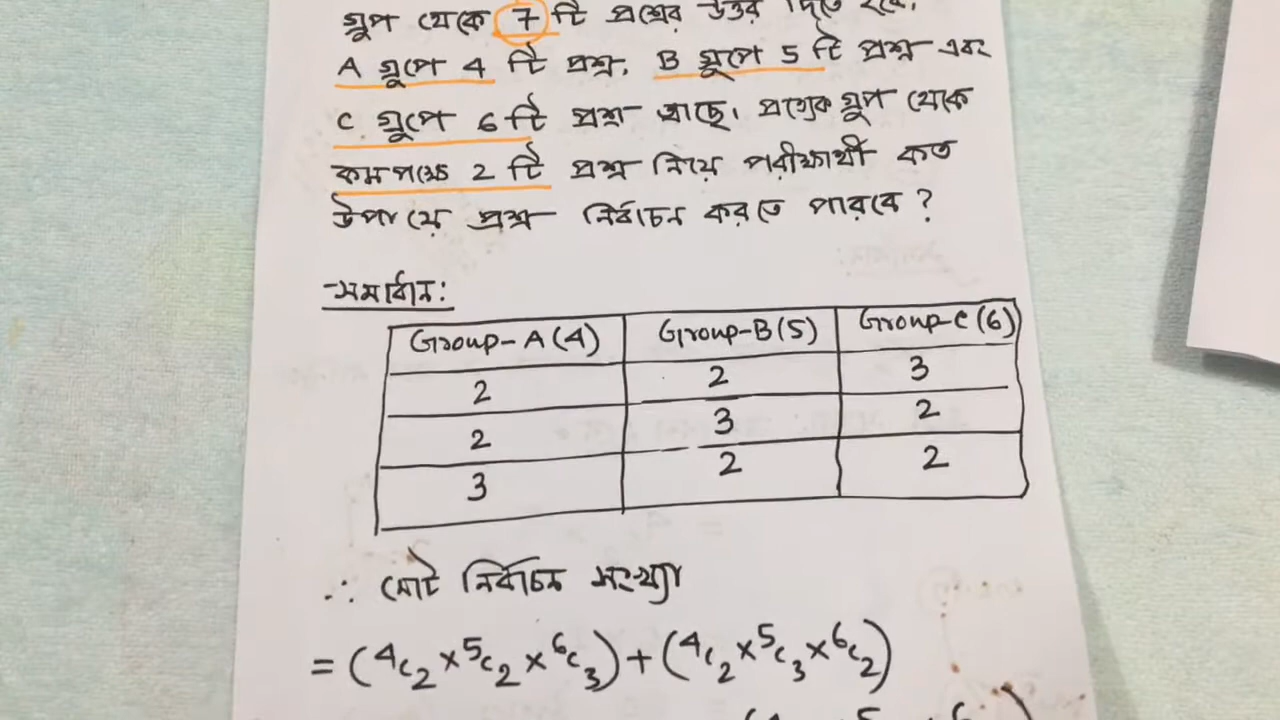 গ্রুপ থেকে 7 টি প্রশ্নের উত্তর দিতে হবে।
A গ্রুপে 4 টি প্রশ্ন, B গ্রুপে 5 টি প্রশ্ন এবং
C গ্রুপে 6 টি প্রশ্ন আছে। প্রত্যেক গ্রুপ থেকে
কমপক্ষে 2 টি প্রশ্ন নিয়ে পরীক্ষার্থী কত
উপায়ে প্রশ্ন নির্বাচন করতে পারবে ?
সমাধান:
Group-A(4) Group-B(5) Group-C(6)
2 2 3
2 3 2
3 2 2
∴ মোট নির্বাচন সংখ্যা
= (⁴C₂×⁵C₂×⁶C₃)+(⁴C₂×⁵C₃×⁶C₂)